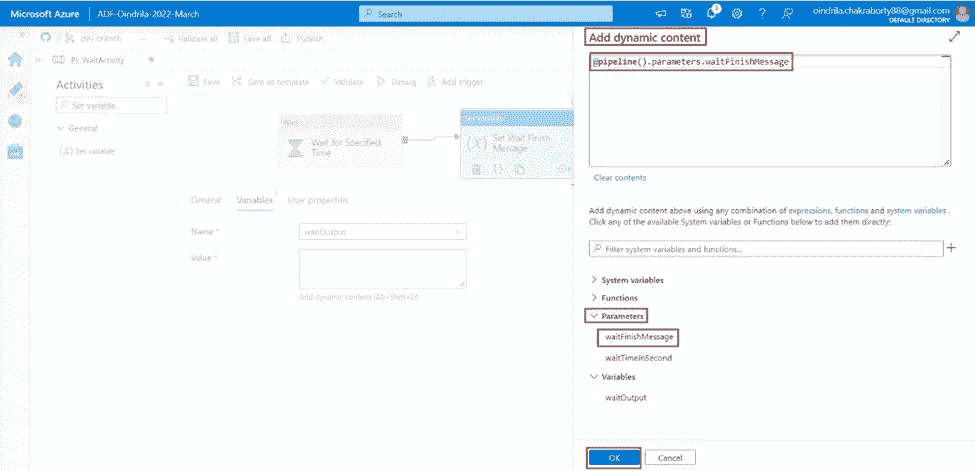 Microsoft Azure ADF-Oindrila-2022-March Search 3 oindrila.chakraborty88@gmail.com
DEFAULT DIRECTORY
dev branch Validate all Save all Publish
Add dynamic content
PL_WaitActivity
@pipeline().parameters.waitFinishMessage
Activities
Save Save as template Validate Debug Add trigger
Set variable
General
Set variable
Wait
Wait for Specified
Time
Set variable
Set Wait Finish
Message
Clear contents
General Variables 1 User properties
Name * waitOutput
Value *
Add dynamic content [Alt+Shift+D]
Add dynamic content above using any combination of expressions, functions and system variables .
Click any of the available System variables or Functions below to add them directly:
Filter system variables and functions...
System variables
Functions
Parameters
waitFinishMessage
waitTimeInSecond
Variables
waitOutput
OK Cancel